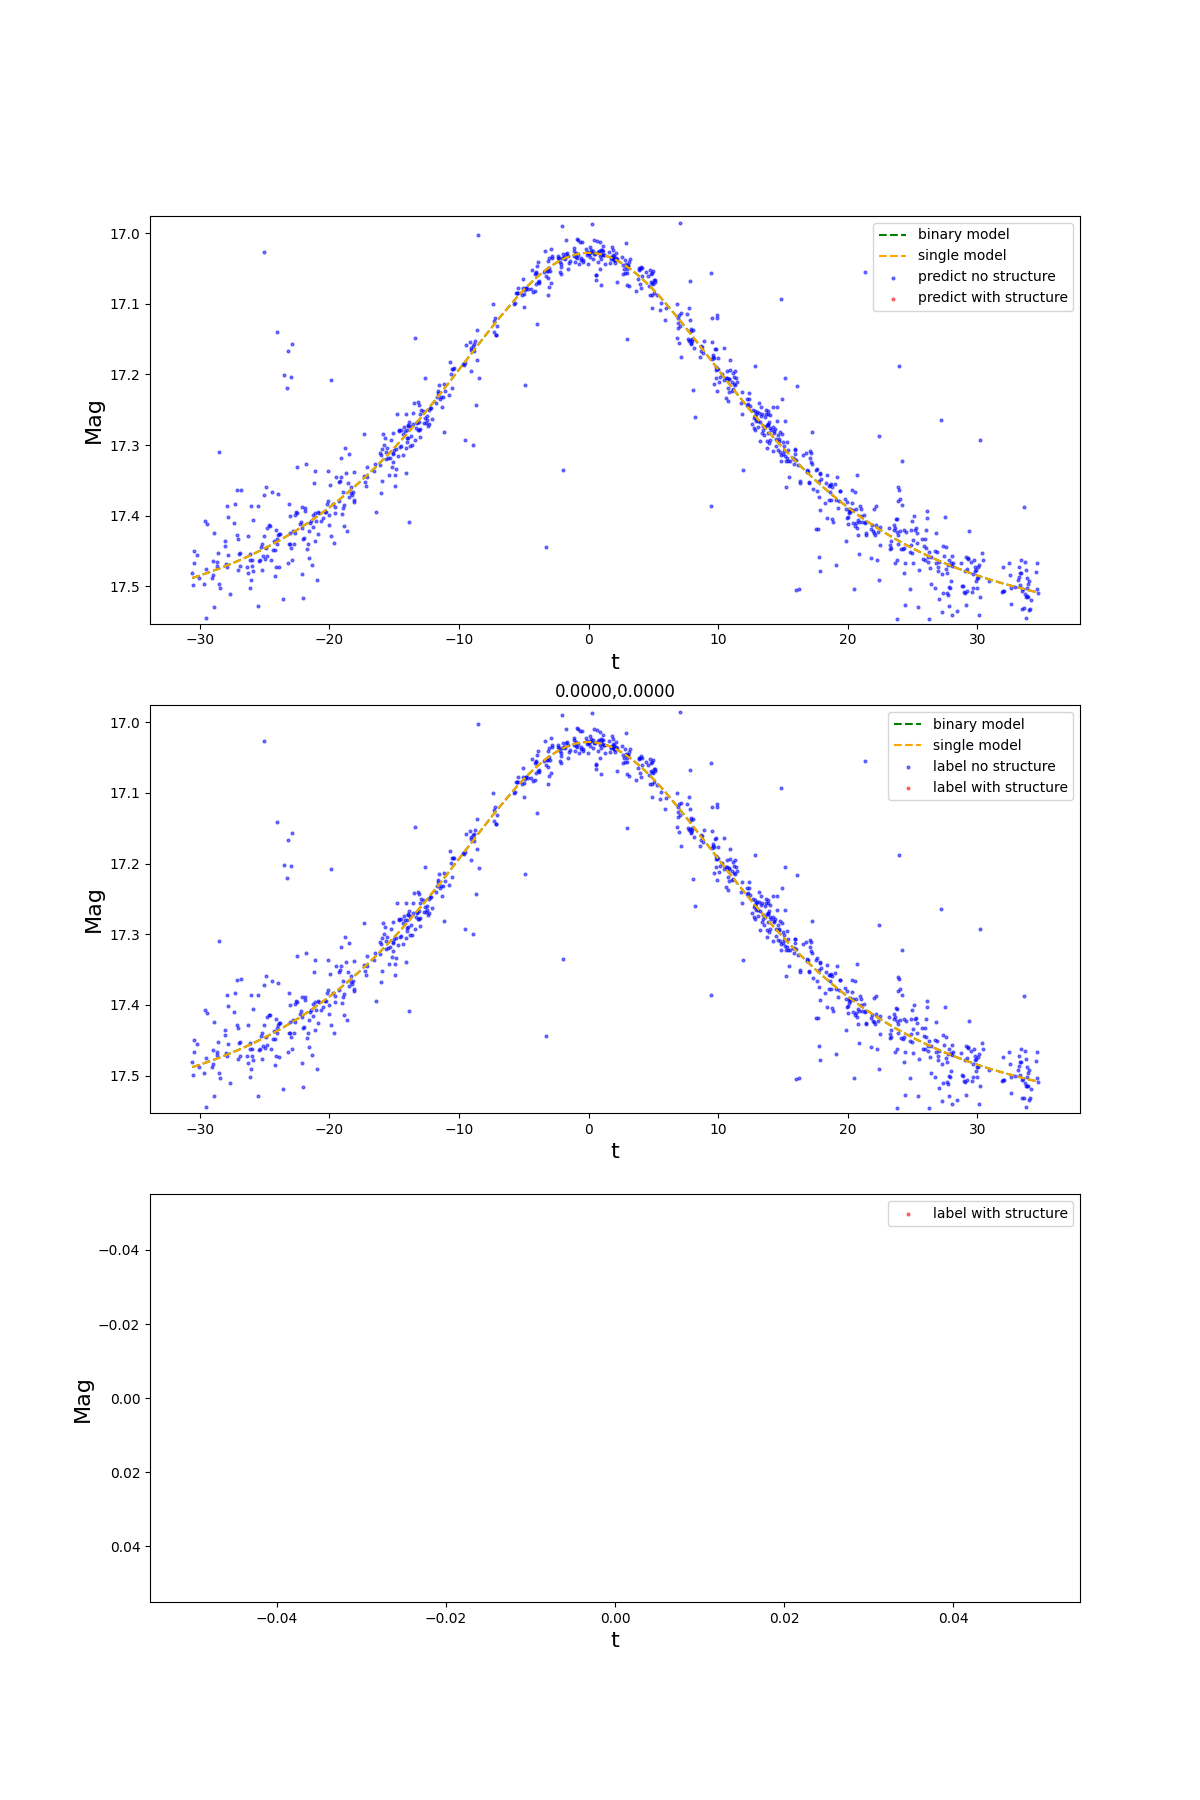 binary model
single model
predict no structure
predict with structure
17.0
17.1
17.2
17.3
17.4
17.5
Mag
−30 −20 −10 0 10 20 30
t
0.0000,0.0000
binary model
single model
label no structure
label with structure
17.0
17.1
17.2
17.3
17.4
17.5
Mag
−30 −20 −10 0 10 20 30
t
label with structure
−0.04
−0.02
0.00
0.02
0.04
Mag
−0.04 −0.02 0.00 0.02 0.04
t